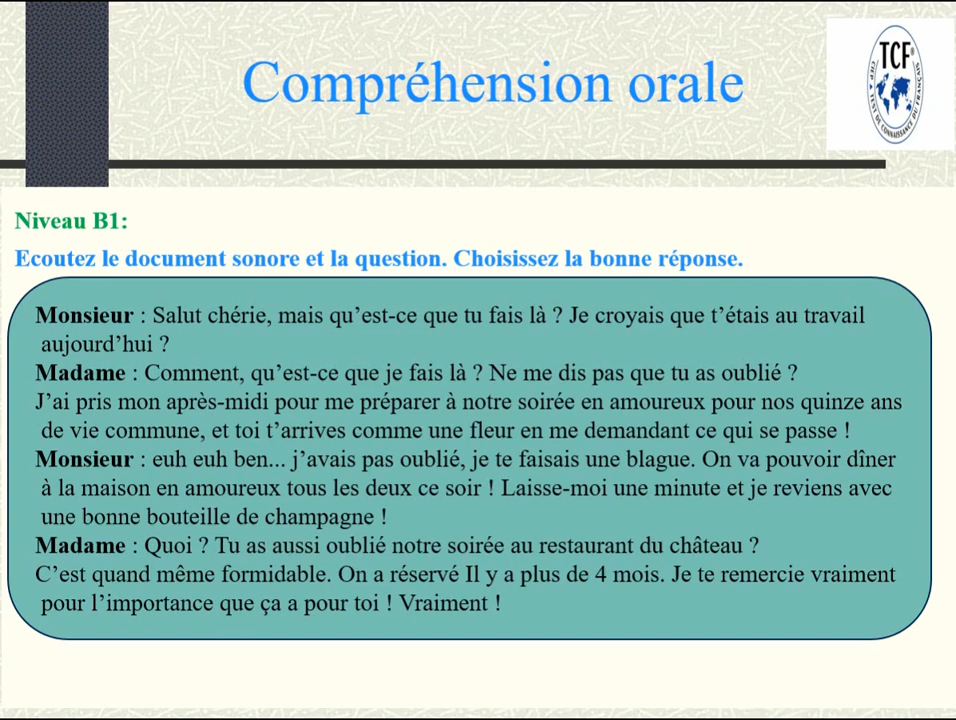 Compréhension orale
TCF
CIEP ▲ TEST DE CONNAISSANCE DU FRANÇAIS
Niveau B1:
Ecoutez le document sonore et la question. Choisissez la bonne réponse.
Monsieur : Salut chérie, mais qu’est-ce que tu fais là ? Je croyais que t’étais au travail
aujourd’hui ?
Madame : Comment, qu’est-ce que je fais là ? Ne me dis pas que tu as oublié ?
J’ai pris mon après-midi pour me préparer à notre soirée en amoureux pour nos quinze ans
de vie commune, et toi t’arrives comme une fleur en me demandant ce qui se passe !
Monsieur : euh euh ben... j’avais pas oublié, je te faisais une blague. On va pouvoir dîner
à la maison en amoureux tous les deux ce soir ! Laisse-moi une minute et je reviens avec
une bonne bouteille de champagne !
Madame : Quoi ? Tu as aussi oublié notre soirée au restaurant du château ?
C’est quand même formidable. On a réservé Il y a plus de 4 mois. Je te remercie vraiment
pour l’importance que ça a pour toi ! Vraiment !